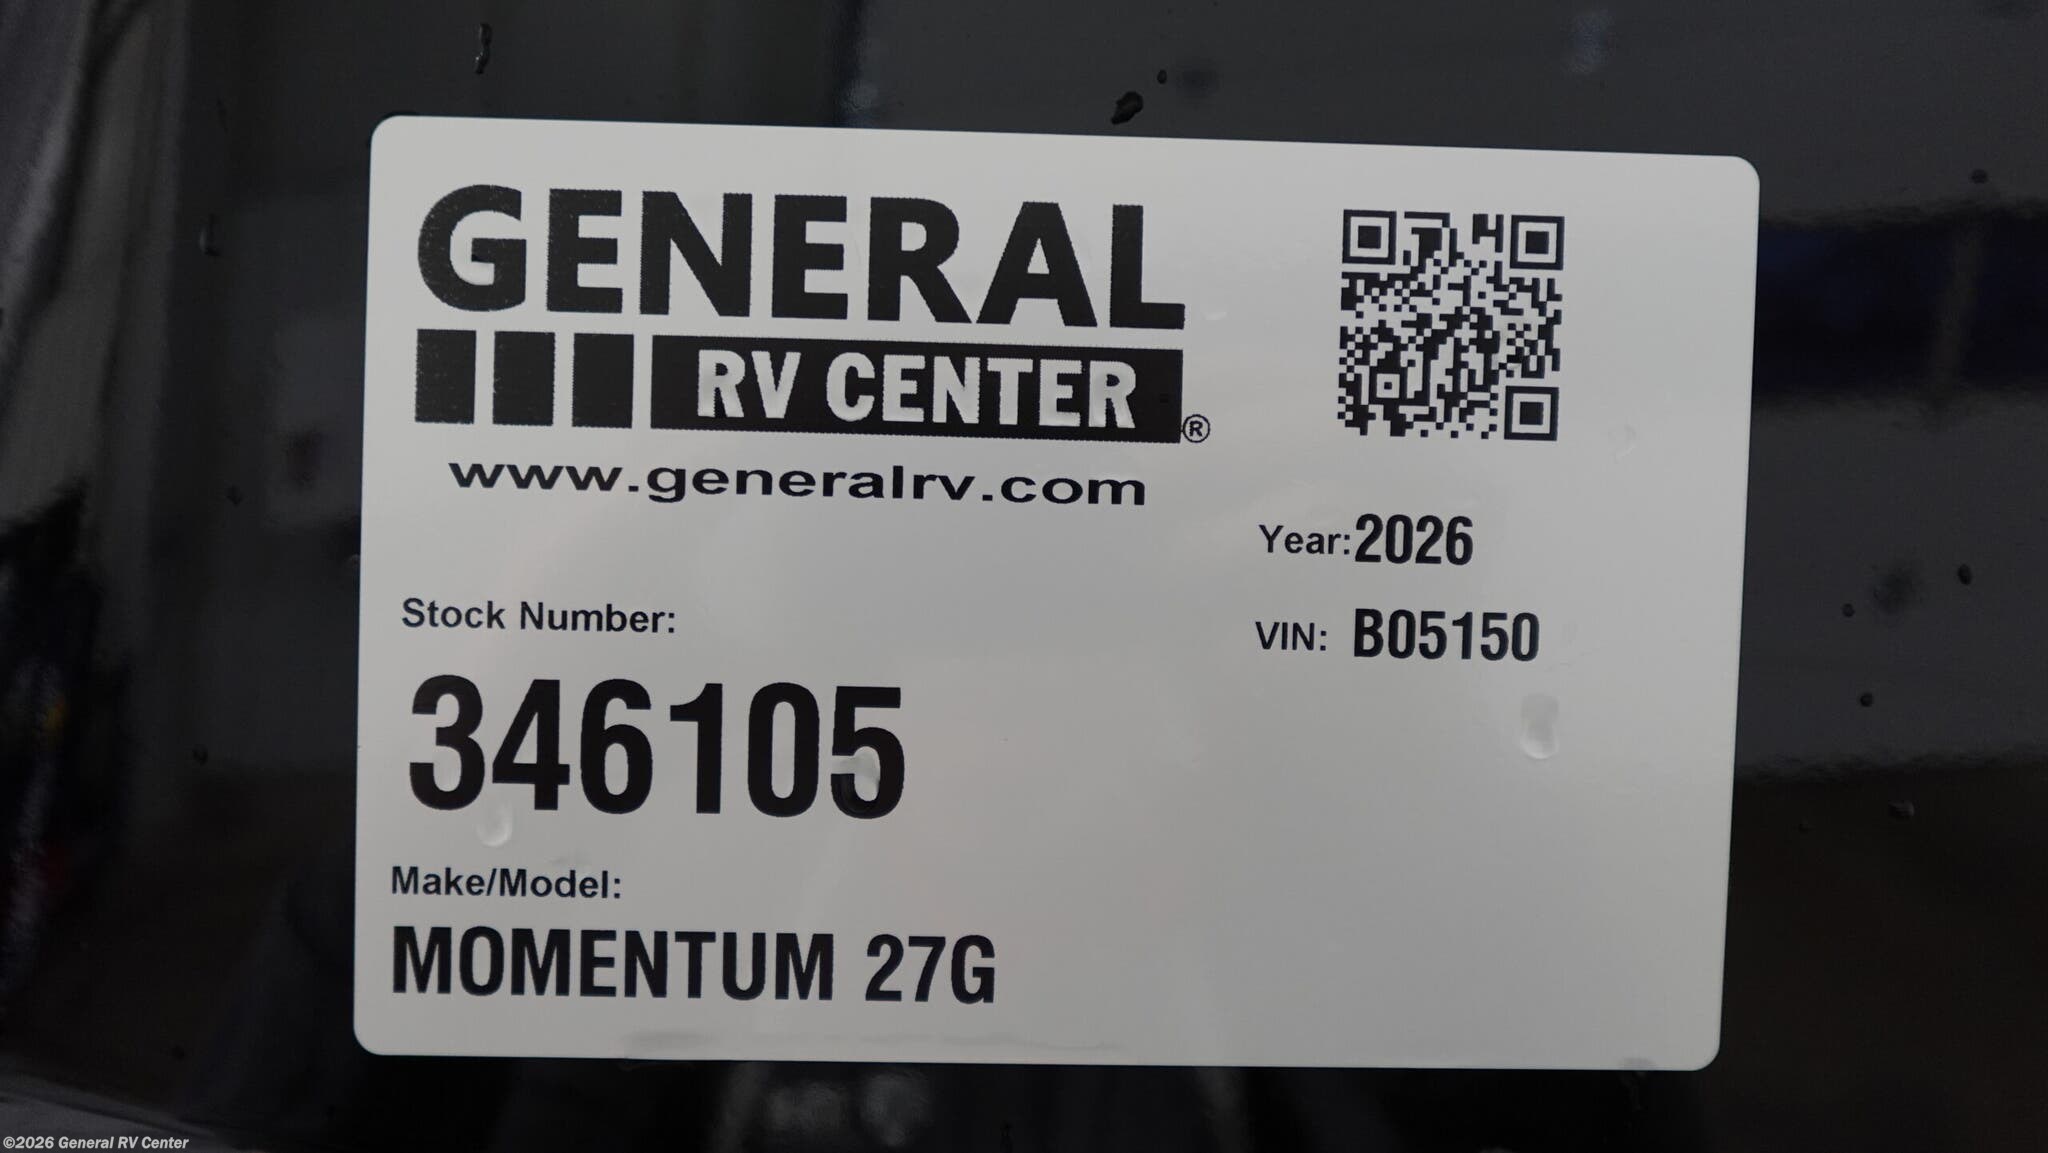 GENERAL
RV CENTER®
www.generalrv.com
Year: 2026
VIN: B05150
Stock Number:
346105
Make/Model:
MOMENTUM 27G
©2026 General RV Center